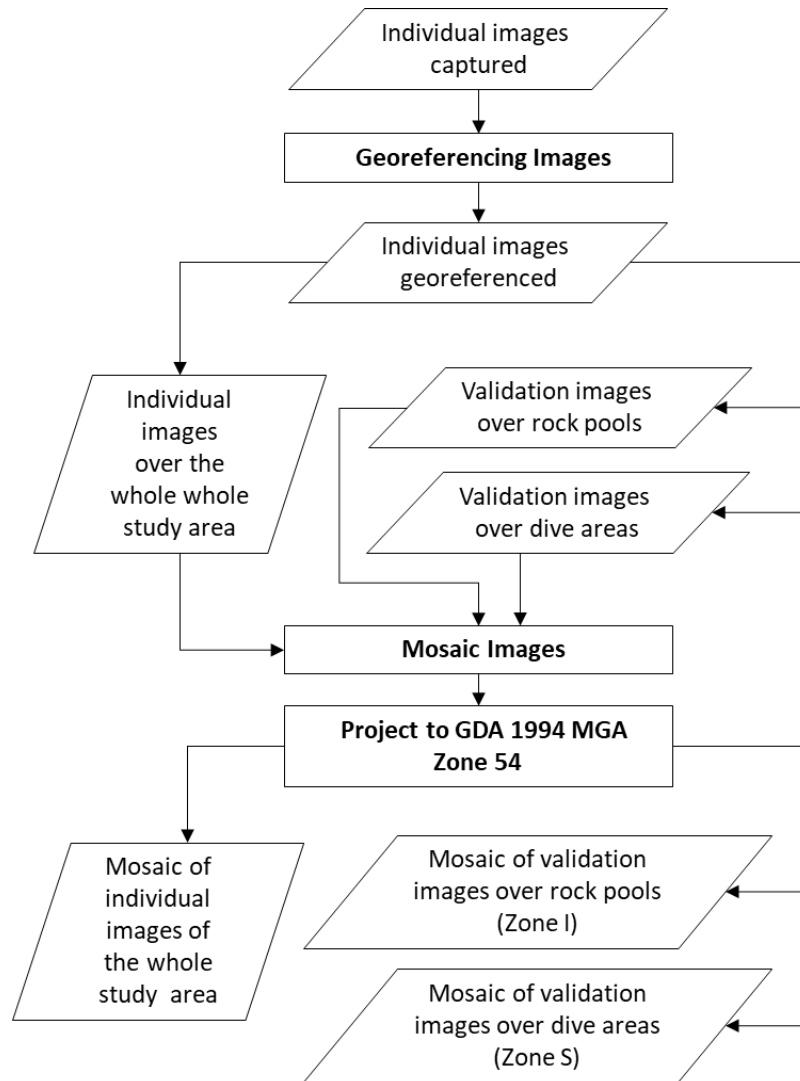 Individual images
captured
Georeferencing Images
Individual images
georeferenced
Individual
images
over the
whole whole
study area
Validation images
over rock pools
Validation images
over dive areas
Mosaic Images
Project to GDA 1994 MGA
Zone 54
Mosaic of
individual
images of
the whole
study area
Mosaic of validation
images over rock pools
(Zone I)
Mosaic of validation
images over dive areas
(Zone S)